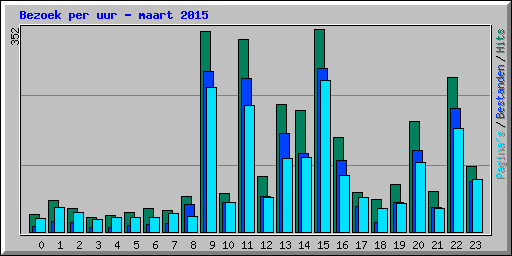 Bezoek per uur - maart 2015
352
Pagina's / Bestanden / Hits
0 1 2 3 4 5 6 7 8 9 10 11 12 13 14 15 16 17 18 19 20 21 22 23